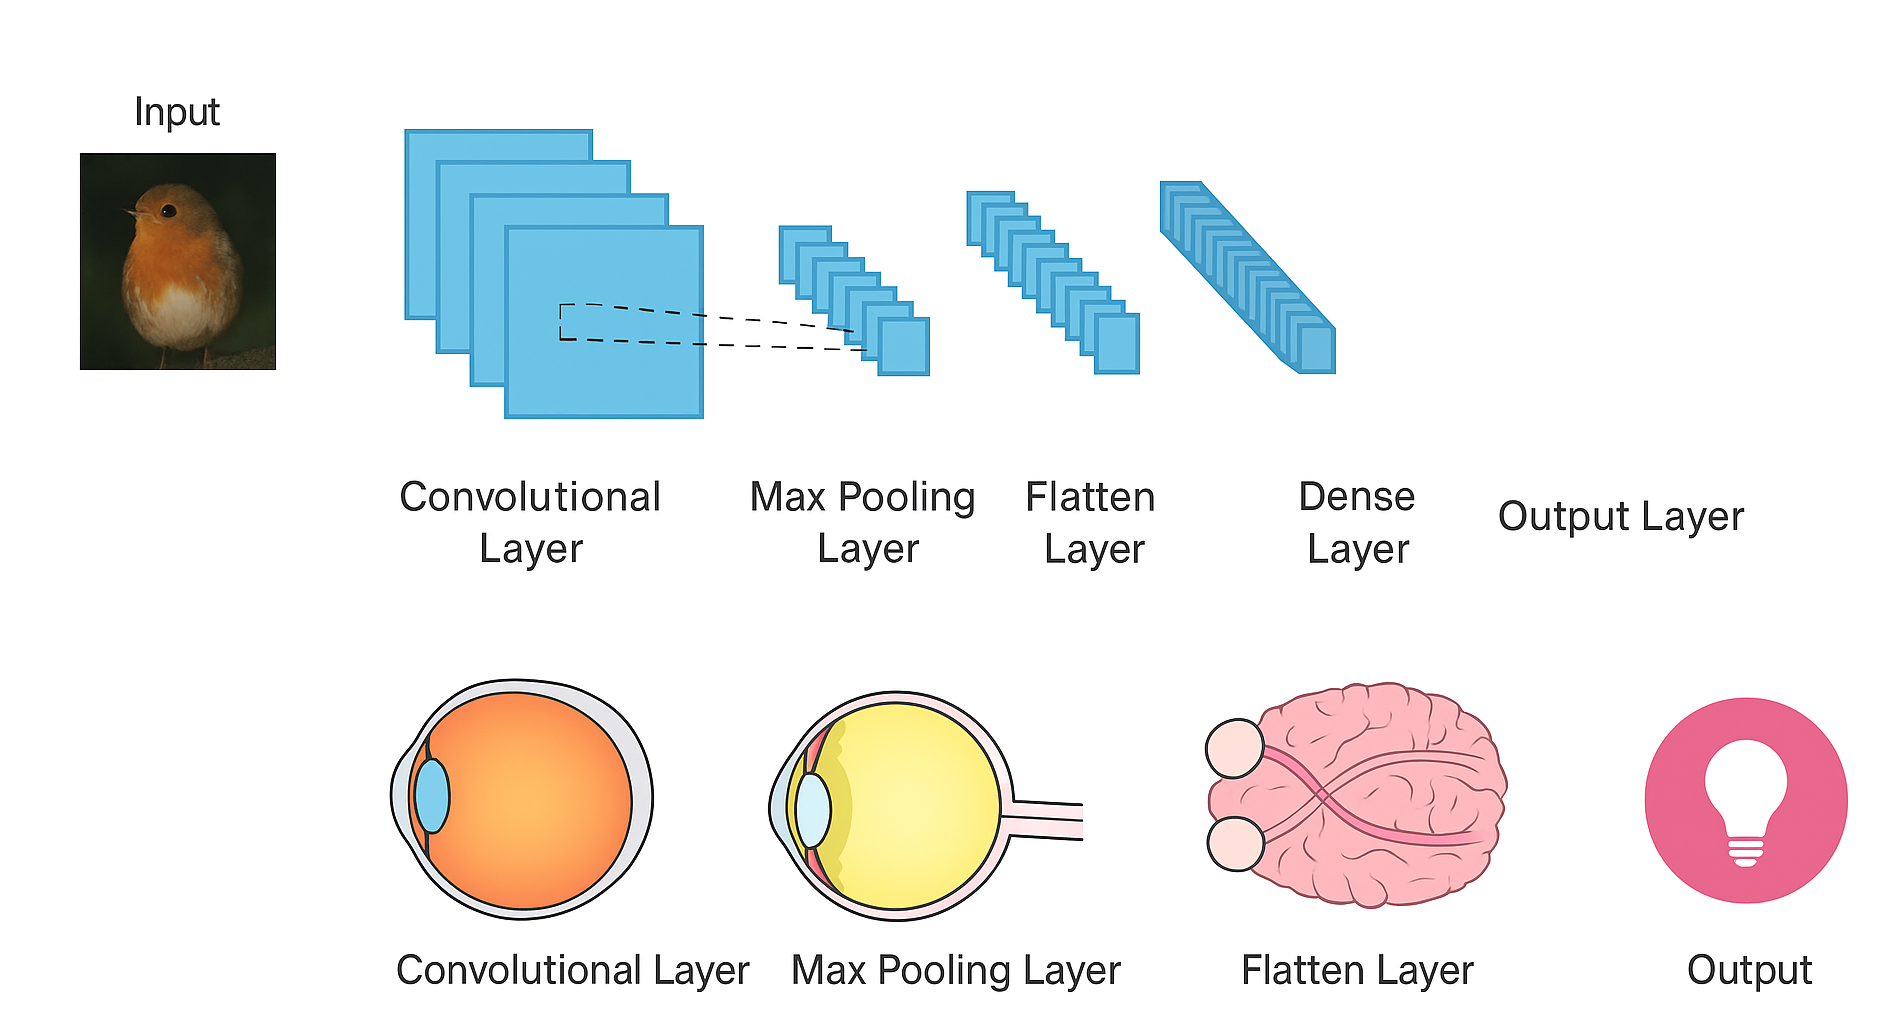 Input
Convolutional
Layer
Max Pooling
Layer
Flatten
Layer
Dense
Layer
Output Layer
Convolutional Layer
Max Pooling Layer
Flatten Layer
Output